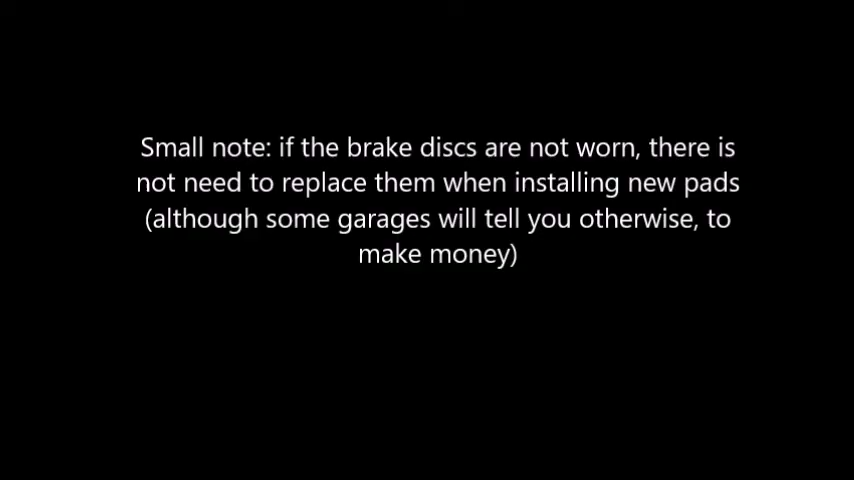 Small note: if the brake discs are not worn, there is
not need to replace them when installing new pads
(although some garages will tell you otherwise, to
make money)